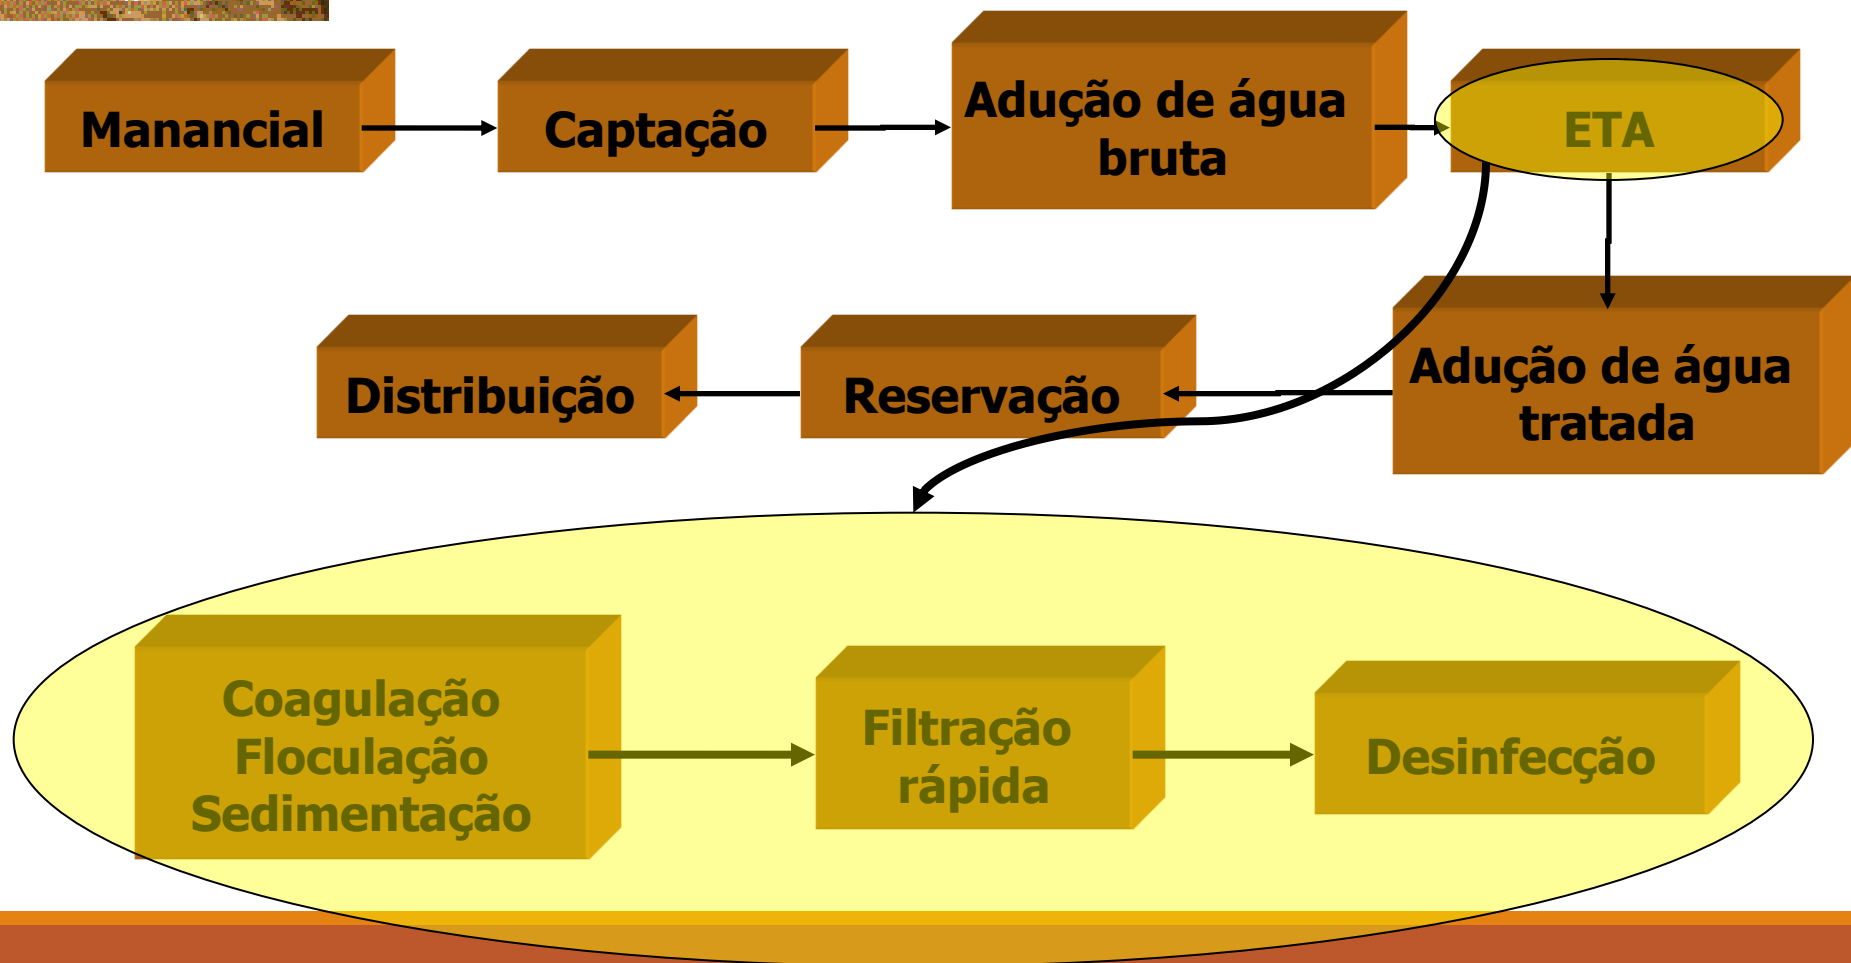 Manancial
Captação
Adução de água
bruta
ETA
Distribuição
Reservação
Adução de água
tratada
Coagulação
Floculação
Sedimentação
Filtração
rápida
Desinfecção